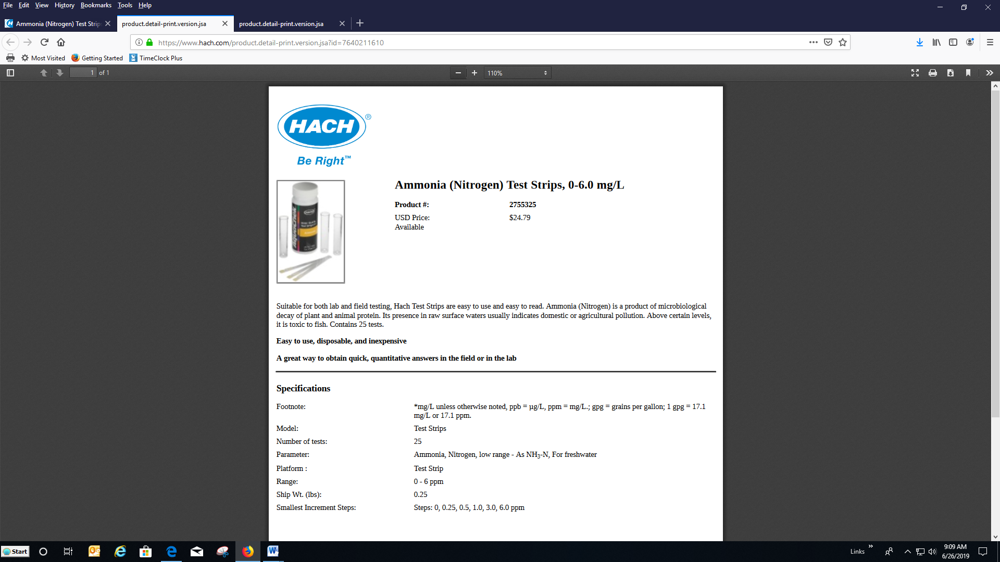 File Edit View History Bookmarks Tools Help
Ammonia (Nitrogen) Test Strip
product.detail-print.version.jsa
product.detail-print.version.jsa
https://www.hach.com/product.detail-print.version.jsa?id=7640211610
Most Visited Getting Started TimeClock Plus
1 of 1
110%
HACH®
Be Right™
Ammonia (Nitrogen) Test Strips, 0-6.0 mg/L
Product #: 2755325
USD Price: $24.79
Available
Suitable for both lab and field testing, Hach Test Strips are easy to use and easy to read. Ammonia (Nitrogen) is a product of microbiological
decay of plant and animal protein. Its presence in raw surface waters usually indicates domestic or agricultural pollution. Above certain levels,
it is toxic to fish. Contains 25 tests.
Easy to use, disposable, and inexpensive
A great way to obtain quick, quantitative answers in the field or in the lab
Specifications
Footnote: *mg/L unless otherwise noted, ppb = µg/L, ppm = mg/L.; gpg = grains per gallon; 1 gpg = 17.1
mg/L or 17.1 ppm.
Model: Test Strips
Number of tests: 25
Parameter: Ammonia, Nitrogen, low range - As NH₃-N, For freshwater
Platform : Test Strip
Range: 0 - 6 ppm
Ship Wt. (lbs): 0.25
Smallest Increment Steps: Steps: 0, 0.25, 0.5, 1.0, 3.0, 6.0 ppm
Start
Links
9:09 AM
6/26/2019